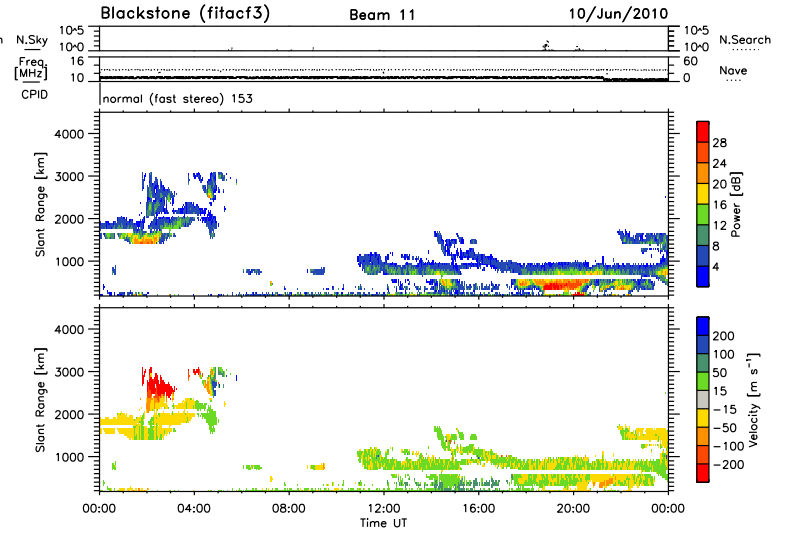 Blackstone (fitacf3) Beam 11 10/Jun/2010
n N.Sky 10^5 10^0 10^5 10^0 N.Search
Freq. [MHz] 16 10 60 0 Nave
CPID normal (fast stereo) 153
Slant Range [km] 4000 3000 2000 1000
28 24 20 16 12 8 4 Power [dB]
Slant Range [km] 4000 3000 2000 1000
200 100 50 15 -15 -50 -100 -200 Velocity [m s^-1]
00:00 04:00 08:00 12:00 16:00 20:00 00:00
Time UT